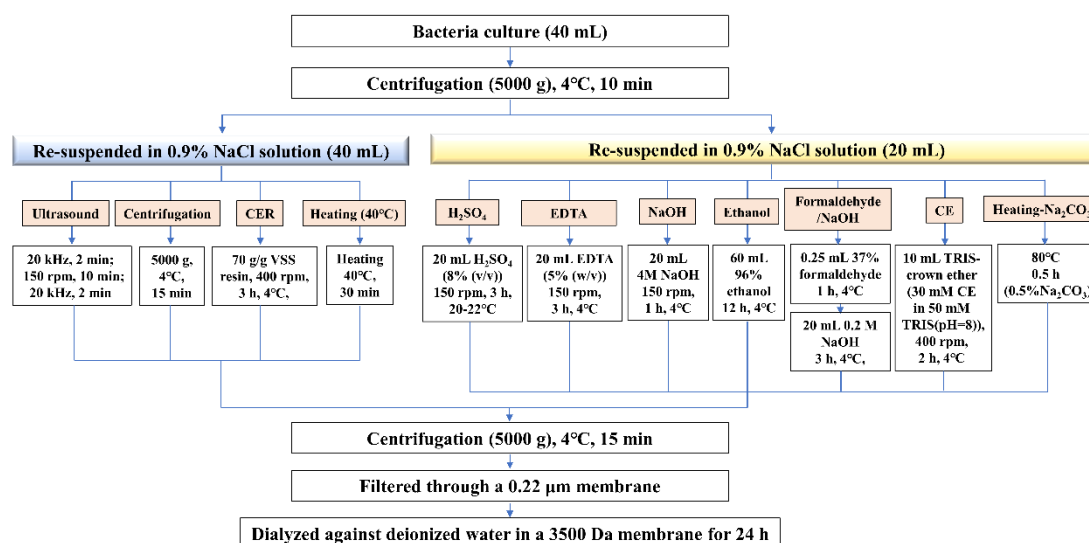 Bacteria culture (40 mL)
Centrifugation (5000 g), 4℃, 10 min
Re-suspended in 0.9% NaCl solution (40 mL)
Re-suspended in 0.9% NaCl solution (20 mL)
Ultrasound
Centrifugation
CER
Heating (40℃)
H₂SO₄
EDTA
NaOH
Ethanol
Formaldehyde
/NaOH
CE
Heating-Na₂CO₃
20 kHz, 2 min;
150 rpm, 10 min;
20 kHz, 2 min
5000 g,
4℃,
15 min
70 g/g VSS
resin, 400 rpm,
3 h, 4℃,
Heating
40℃,
30 min
20 mL H₂SO₄
(8% (v/v))
150 rpm, 3 h,
20-22℃
20 mL EDTA
(5% (w/v))
150 rpm,
3 h, 4℃
20 mL
4M NaOH
150 rpm,
1 h, 4℃
60 mL
96%
ethanol
12 h, 4℃
0.25 mL 37%
formaldehyde
1 h, 4℃
20 mL 0.2 M
NaOH
3 h, 4℃,
10 mL TRIS-
crown ether
(30 mM CE
in 50 mM
TRIS(pH=8)),
400 rpm,
2 h, 4℃
80℃
0.5 h
(0.5%Na₂CO₃)
Centrifugation (5000 g), 4℃, 15 min
Filtered through a 0.22 μm membrane
Dialyzed against deionized water in a 3500 Da membrane for 24 h